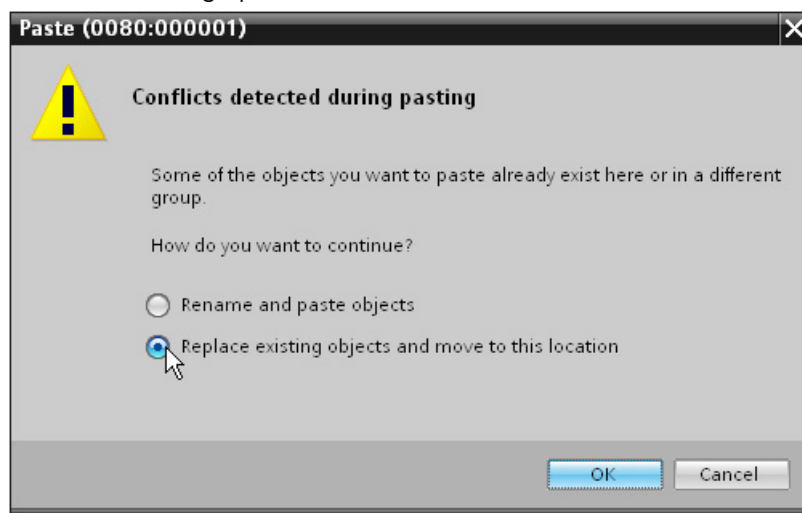 Paste (0080:000001)
Conflicts detected during pasting
Some of the objects you want to paste already exist here or in a different
group.
How do you want to continue?
Rename and paste objects
Replace existing objects and move to this location
OK
Cancel